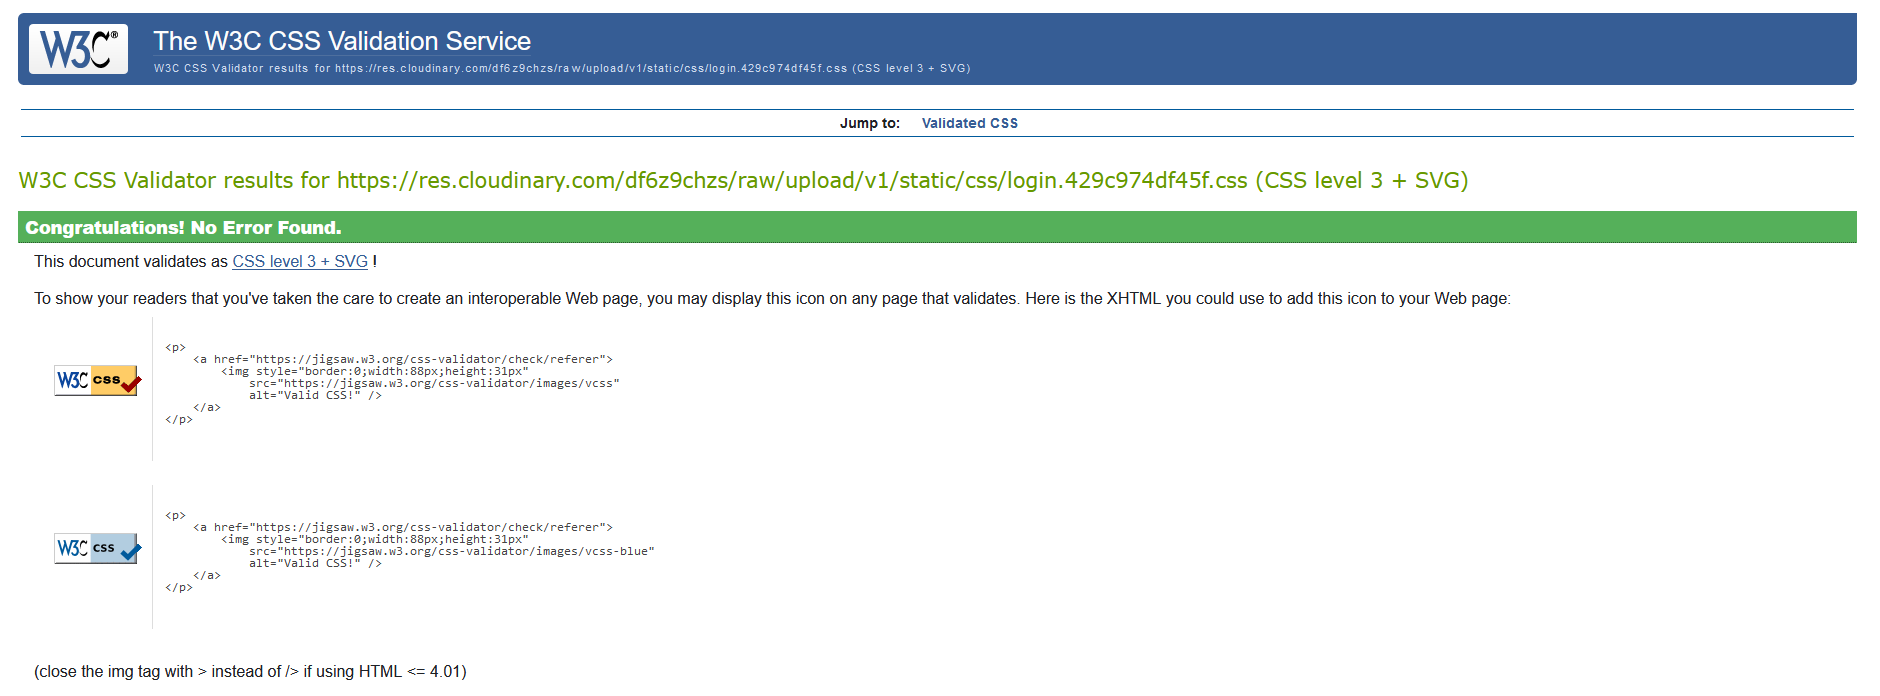 W3C®
The W3C CSS Validation Service
W3C CSS Validator results for https://res.cloudinary.com/df6z9chzs/raw/upload/v1/static/css/login.429c974df45f.css (CSS level 3 + SVG)
Jump to: Validated CSS
W3C CSS Validator results for https://res.cloudinary.com/df6z9chzs/raw/upload/v1/static/css/login.429c974df45f.css (CSS level 3 + SVG)
Congratulations! No Error Found.
This document validates as CSS level 3 + SVG !
To show your readers that you've taken the care to create an interoperable Web page, you may display this icon on any page that validates. Here is the XHTML you could use to add this icon to your Web page:
W3C css
<p>
    <a href="https://jigsaw.w3.org/css-validator/check/referer">
        <img style="border:0;width:88px;height:31px"
            src="https://jigsaw.w3.org/css-validator/images/vcss"
            alt="Valid CSS!" />
    </a>
</p>
W3C css
<p>
    <a href="https://jigsaw.w3.org/css-validator/check/referer">
        <img style="border:0;width:88px;height:31px"
            src="https://jigsaw.w3.org/css-validator/images/vcss-blue"
            alt="Valid CSS!" />
    </a>
</p>
(close the img tag with > instead of /> if using HTML <= 4.01)